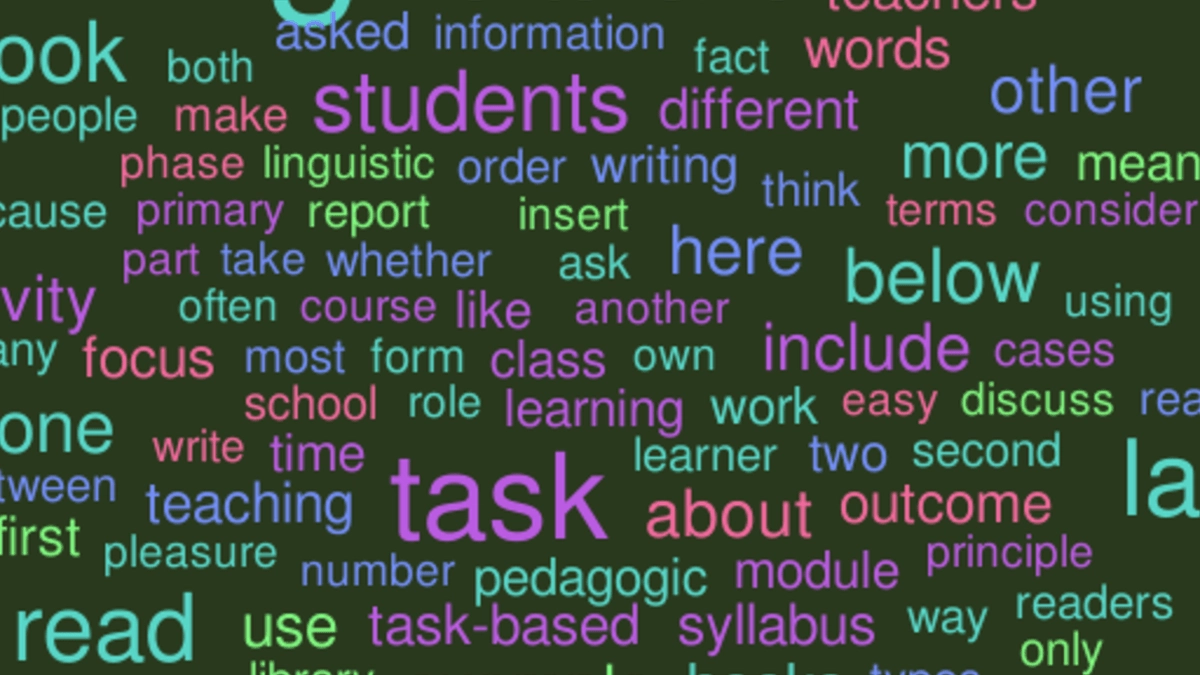 teachers
asked information
ook both fact words
people make students different other
phase linguistic order writing think more mean
cause primary report insert terms consider
part take whether ask here below
vity often course like another using
any focus most form class own include cases
school role learning work easy discuss rea
one write time learner two second
tween teaching task about outcome la
first pleasure number pedagogic module principle
read use task-based syllabus way readers
only
library books types